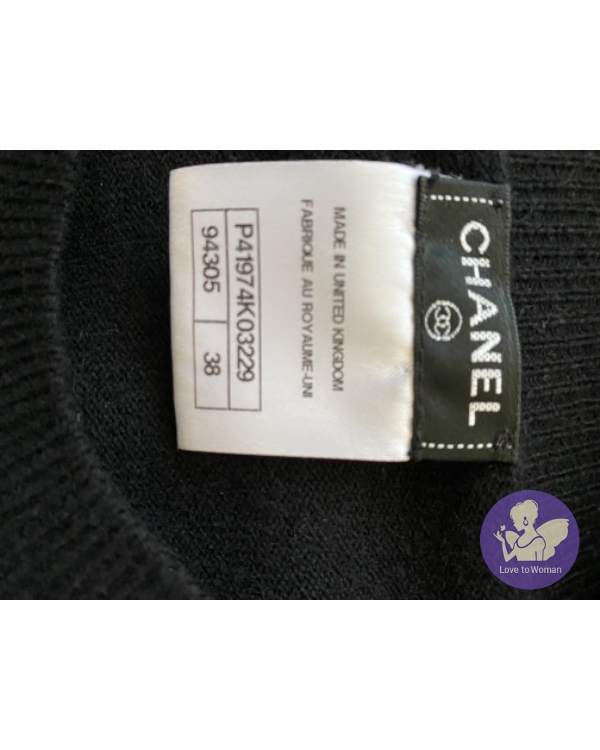 CHANEL
MADE IN UNITED KINGDOM
FABRIQUE AU ROYAUME-UNI
P41974K03229
94305 38
Love to Woman